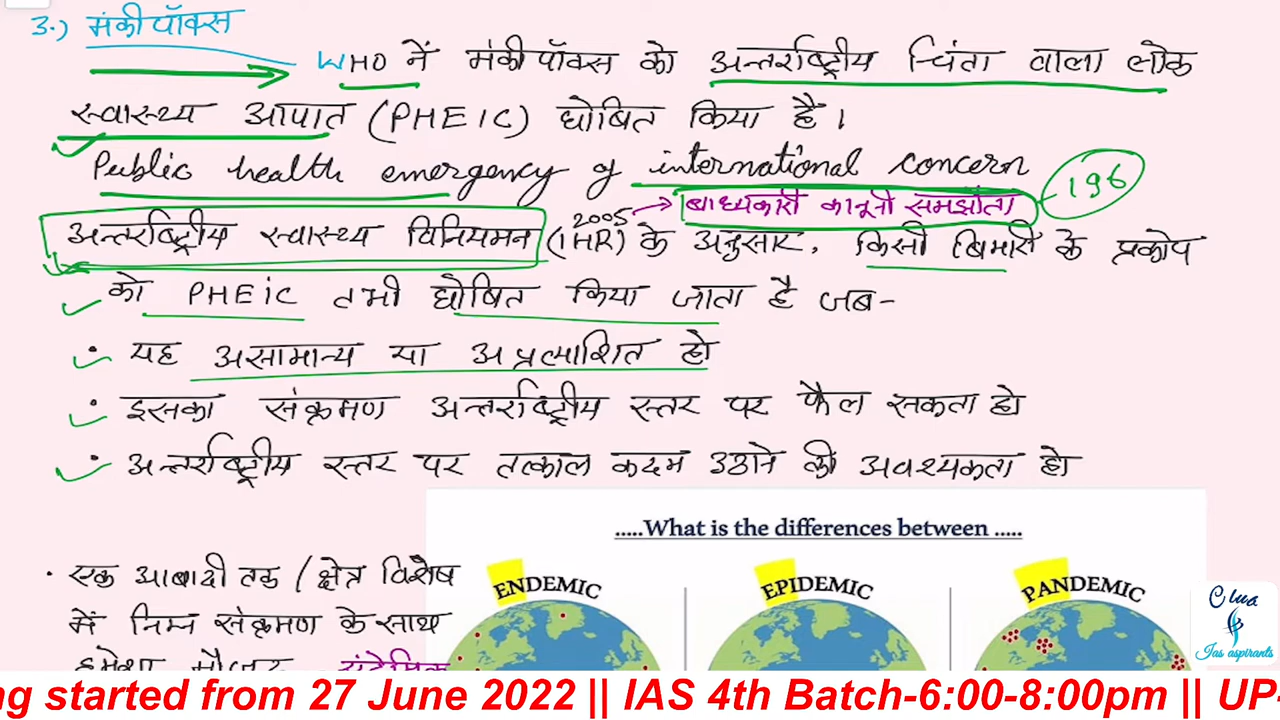 3.) मंकीपॉक्स
WHO नें मंकीपॉक्स को अन्तर्राष्ट्रीय चिंता वाला लोक
स्वास्थ्य आपात (PHEIC) घोषित किया है।
Public health emergency of international concern
196
2005 बाध्यकारी कानूनी समझौता
अन्तर्राष्ट्रीय स्वास्थ्य विनियमन (IHR) के अनुसार, किसी बिमारी के प्रकोप
को PHEIC तभी घोषित किया जाता है जब-
• यह असामान्य या अप्रत्याशित हो
• इसका संक्रमण अन्तर्राष्ट्रीय स्तर पर फैल सकता हो
• अन्तर्राष्ट्रीय स्तर पर तत्काल कदम उठाने की अवश्यकता हो
.....What is the differences between .....
ENDEMIC EPIDEMIC PANDEMIC
• एक आबादी तक (क्षेत्र विशेष
में निम्न संक्रमण के साथ
Clue
Ias aspirants
ng started from 27 June 2022 || IAS 4th Batch-6:00-8:00pm || UP-